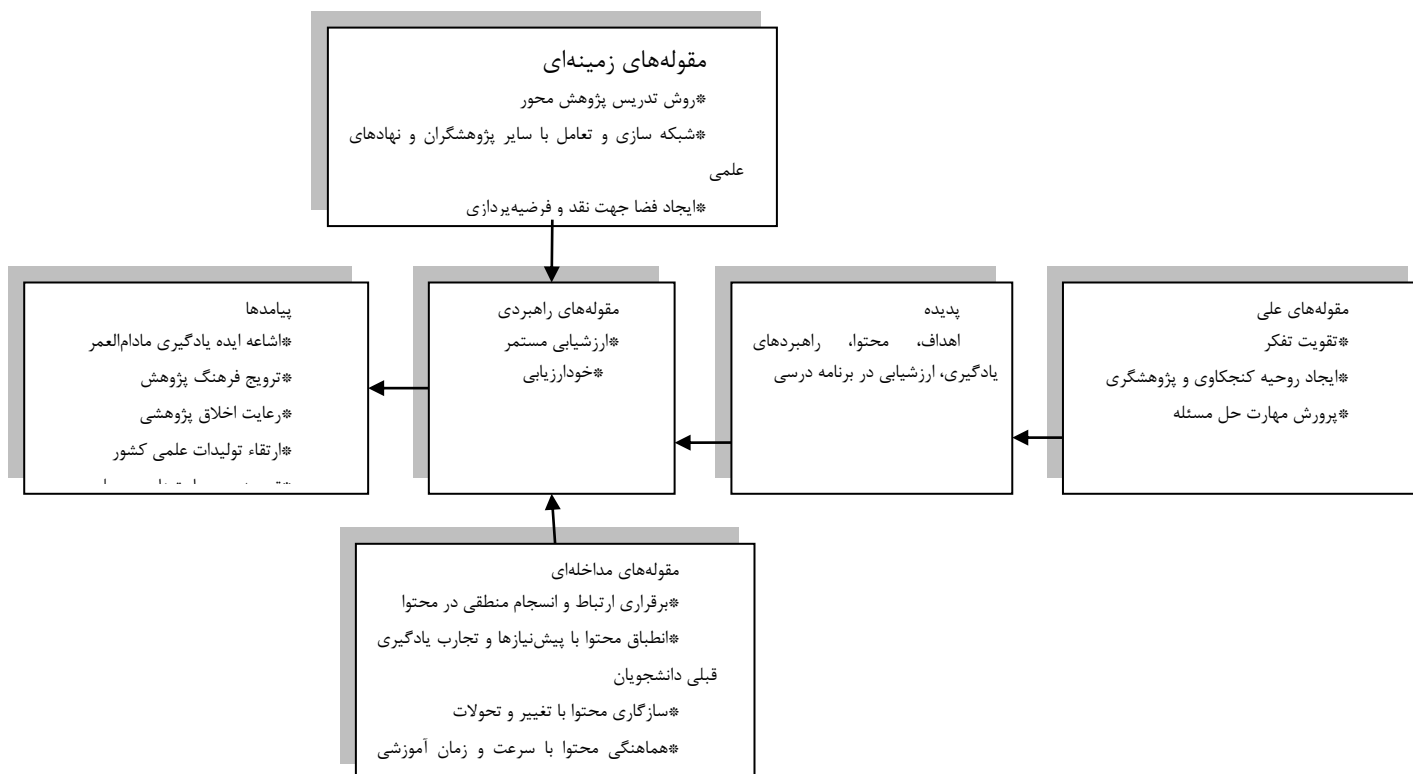 مقوله‌های زمینه‌ای
*روش تدریس پژوهش محور
*شبکه سازی و تعامل با سایر پژوهشگران و نهادهای
علمی
*ایجاد فضا جهت نقد و فرضیه‌پردازی
مقوله‌های علی
*تقویت تفکر
*ایجاد روحیه کنجکاوی و پژوهشگری
*پرورش مهارت حل مسئله
پدیده
اهداف، محتوا، راهبردهای
یادگیری، ارزشیابی در برنامه درسی
مقوله‌های راهبردی
*ارزشیابی مستمر
*خودارزیابی
پیامدها
*اشاعه ایده یادگیری مادام‌العمر
*ترویج فرهنگ پژوهش
*رعایت اخلاق پژوهشی
*ارتقاء تولیدات علمی کشور
مقوله‌های مداخله‌ای
*برقراری ارتباط و انسجام منطقی در محتوا
*انطباق محتوا با پیش‌نیازها و تجارب یادگیری
قبلی دانشجویان
*سازگاری محتوا با تغییر و تحولات
*هماهنگی محتوا با سرعت و زمان آموزشی